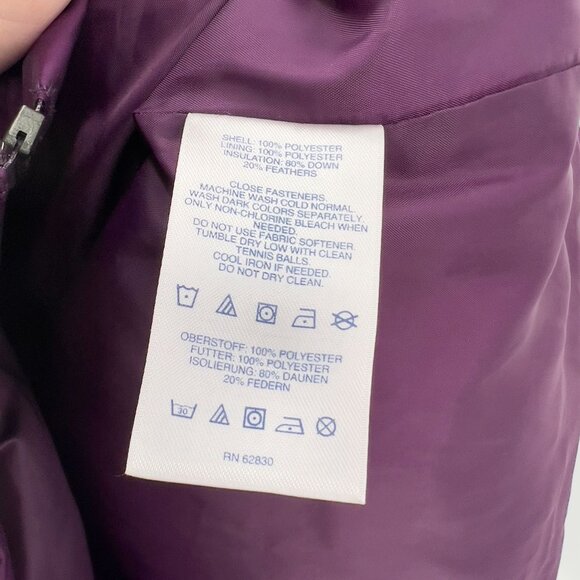 SHELL: 100% POLYESTER
LINING: 100% POLYESTER
INSULATION: 80% DOWN
20% FEATHERS
CLOSE FASTENERS.
MACHINE WASH COLD NORMAL
WASH DARK COLORS SEPARATELY
ONLY NON-CHLORINE BLEACH WHEN
NEEDED.
DO NOT USE FABRIC SOFTENER.
TUMBLE DRY LOW WITH CLEAN
TENNIS BALLS.
COOL IRON IF NEEDED.
DO NOT DRY CLEAN.
OBERSTOFF: 100% POLYESTER
FUTTER: 100% POLYESTER
ISOLIERUNG: 80% DAUNEN
20% FEDERN
30
RN 62830